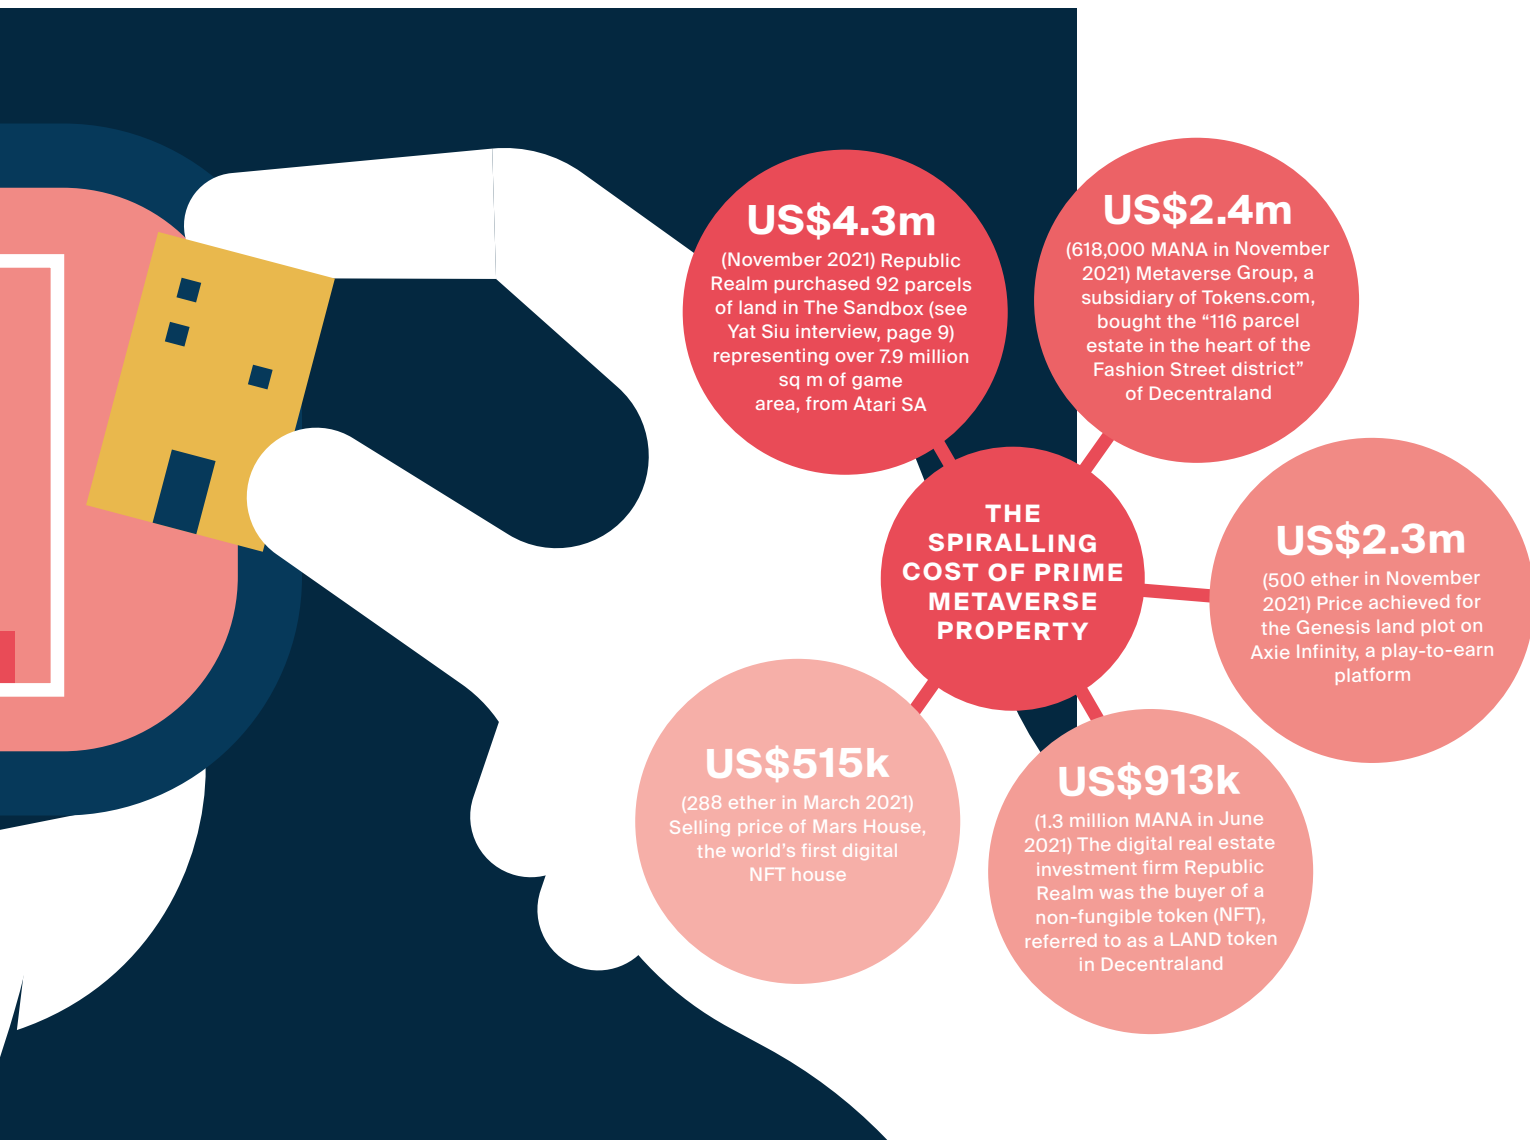 US$4.3m
(November 2021) Republic
Realm purchased 92 parcels
of land in The Sandbox (see
Yat Siu interview, page 9)
representing over 7.9 million
sq m of game
area, from Atari SA
US$2.4m
(618,000 MANA in November
2021) Metaverse Group, a
subsidiary of Tokens.com,
bought the “116 parcel
estate in the heart of the
Fashion Street district”
of Decentraland
THE
SPIRALLING
COST OF PRIME
METAVERSE
PROPERTY
US$2.3m
(500 ether in November
2021) Price achieved for
the Genesis land plot on
Axie Infinity, a play-to-earn
platform
US$515k
(288 ether in March 2021)
Selling price of Mars House,
the world’s first digital
NFT house
US$913k
(1.3 million MANA in June
2021) The digital real estate
investment firm Republic
Realm was the buyer of a
non-fungible token (NFT),
referred to as a LAND token
in Decentraland